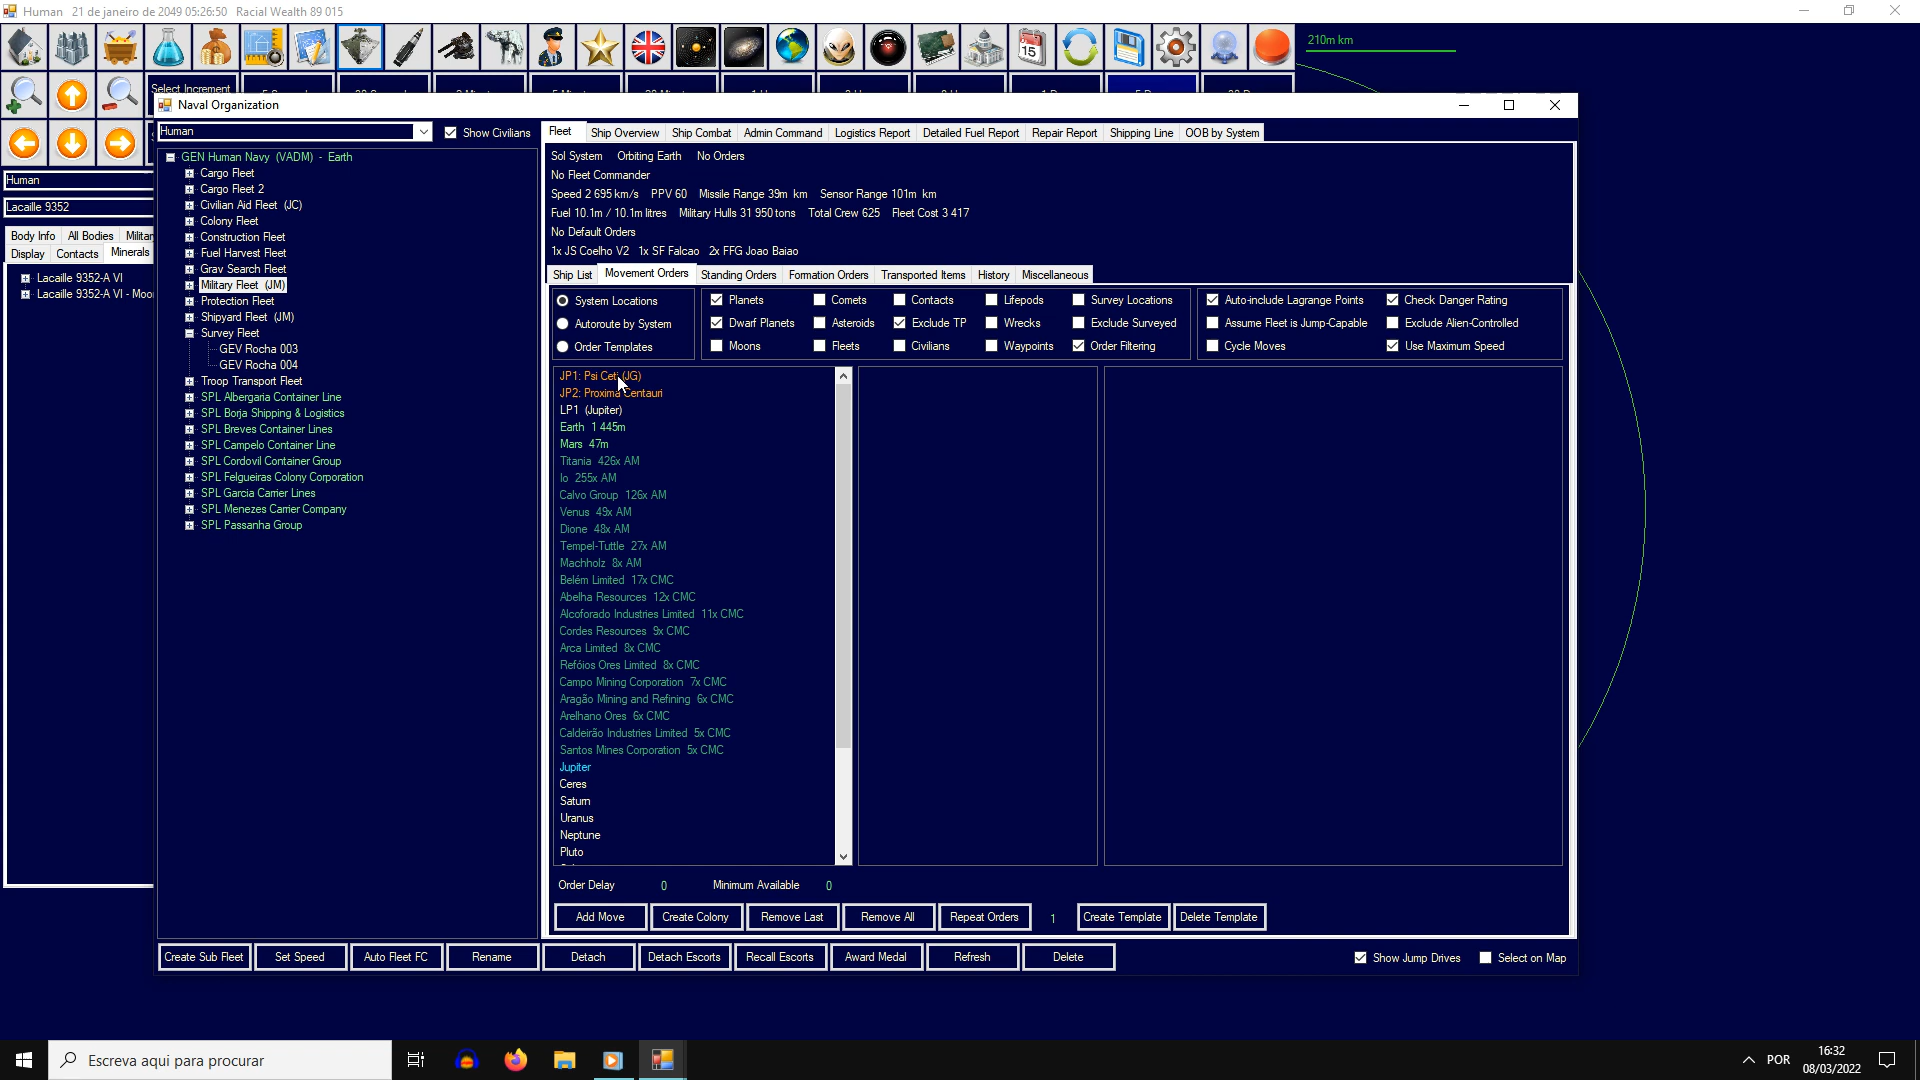 Human 21 de janeiro de 2049 05:26:50 Racial Wealth 89 015
210m km
Select Increment
Naval Organization
Human
Lacaille 9352
Body Info All Bodies
Display Contacts Minerals
Lacaille 9352-A VI
Lacaille 9352-A VI - Moo
Human Show Civilians
GEN Human Navy (VADM) - Earth
Cargo Fleet
Cargo Fleet 2
Civilian Aid Fleet (JC)
Colony Fleet
Construction Fleet
Fuel Harvest Fleet
Grav Search Fleet
Military Fleet (JM)
Protection Fleet
Shipyard Fleet (JM)
Survey Fleet
GEV Rocha 003
GEV Rocha 004
Troop Transport Fleet
SPL Albergaria Container Line
SPL Borja Shipping & Logistics
SPL Breves Container Lines
SPL Campelo Container Line
SPL Cordovil Container Group
SPL Felgueiras Colony Corporation
SPL Garcia Carrier Lines
SPL Menezes Carrier Company
SPL Passanha Group
Fleet Ship Overview Ship Combat Admin Command Logistics Report Detailed Fuel Report Repair Report Shipping Line OOB by System
Sol System Orbiting Earth No Orders
No Fleet Commander
Speed 2 695 km/s PPV 60 Missile Range 39m km Sensor Range 101m km
Fuel 10.1m / 10.1m litres Military Hulls 31 950 tons Total Crew 625 Fleet Cost 3 417
No Default Orders
1x JS Coelho V2 1x SF Falcao 2x FFG Joao Baiao
Ship List Movement Orders Standing Orders Formation Orders Transported Items History Miscellaneous
System Locations Planets Comets Contacts Lifepods Survey Locations Auto-include Lagrange Points Check Danger Rating
Autoroute by System Dwarf Planets Asteroids Exclude TP Wrecks Exclude Surveyed Assume Fleet is Jump-Capable Exclude Alien-Controlled
Order Templates Moons Fleets Civilians Waypoints Order Filtering Cycle Moves Use Maximum Speed
JP1: Psi Ceti (JG)
JP2: Proxima Centauri
LP1 (Jupiter)
Earth 1 445m
Mars 47m
Titania 426x AM
Io 255x AM
Calvo Group 126x AM
Venus 49x AM
Dione 48x AM
Tempel-Tuttle 27x AM
Machholz 8x AM
Belém Limited 17x CMC
Abelha Resources 12x CMC
Alcoforado Industries Limited 11x CMC
Cordes Resources 9x CMC
Arca Limited 8x CMC
Refóios Ores Limited 8x CMC
Campo Mining Corporation 7x CMC
Aragão Mining and Refining 6x CMC
Arelhano Ores 6x CMC
Caldeirão Industries Limited 5x CMC
Santos Mines Corporation 5x CMC
Jupiter
Ceres
Saturn
Uranus
Neptune
Pluto
Order Delay 0 Minimum Available 0
Add Move Create Colony Remove Last Remove All Repeat Orders 1 Create Template Delete Template
Create Sub Fleet Set Speed Auto Fleet FC Rename Detach Detach Escorts Recall Escorts Award Medal Refresh Delete Show Jump Drives Select on Map
Escreva aqui para procurar
POR
16:32
08/03/2022